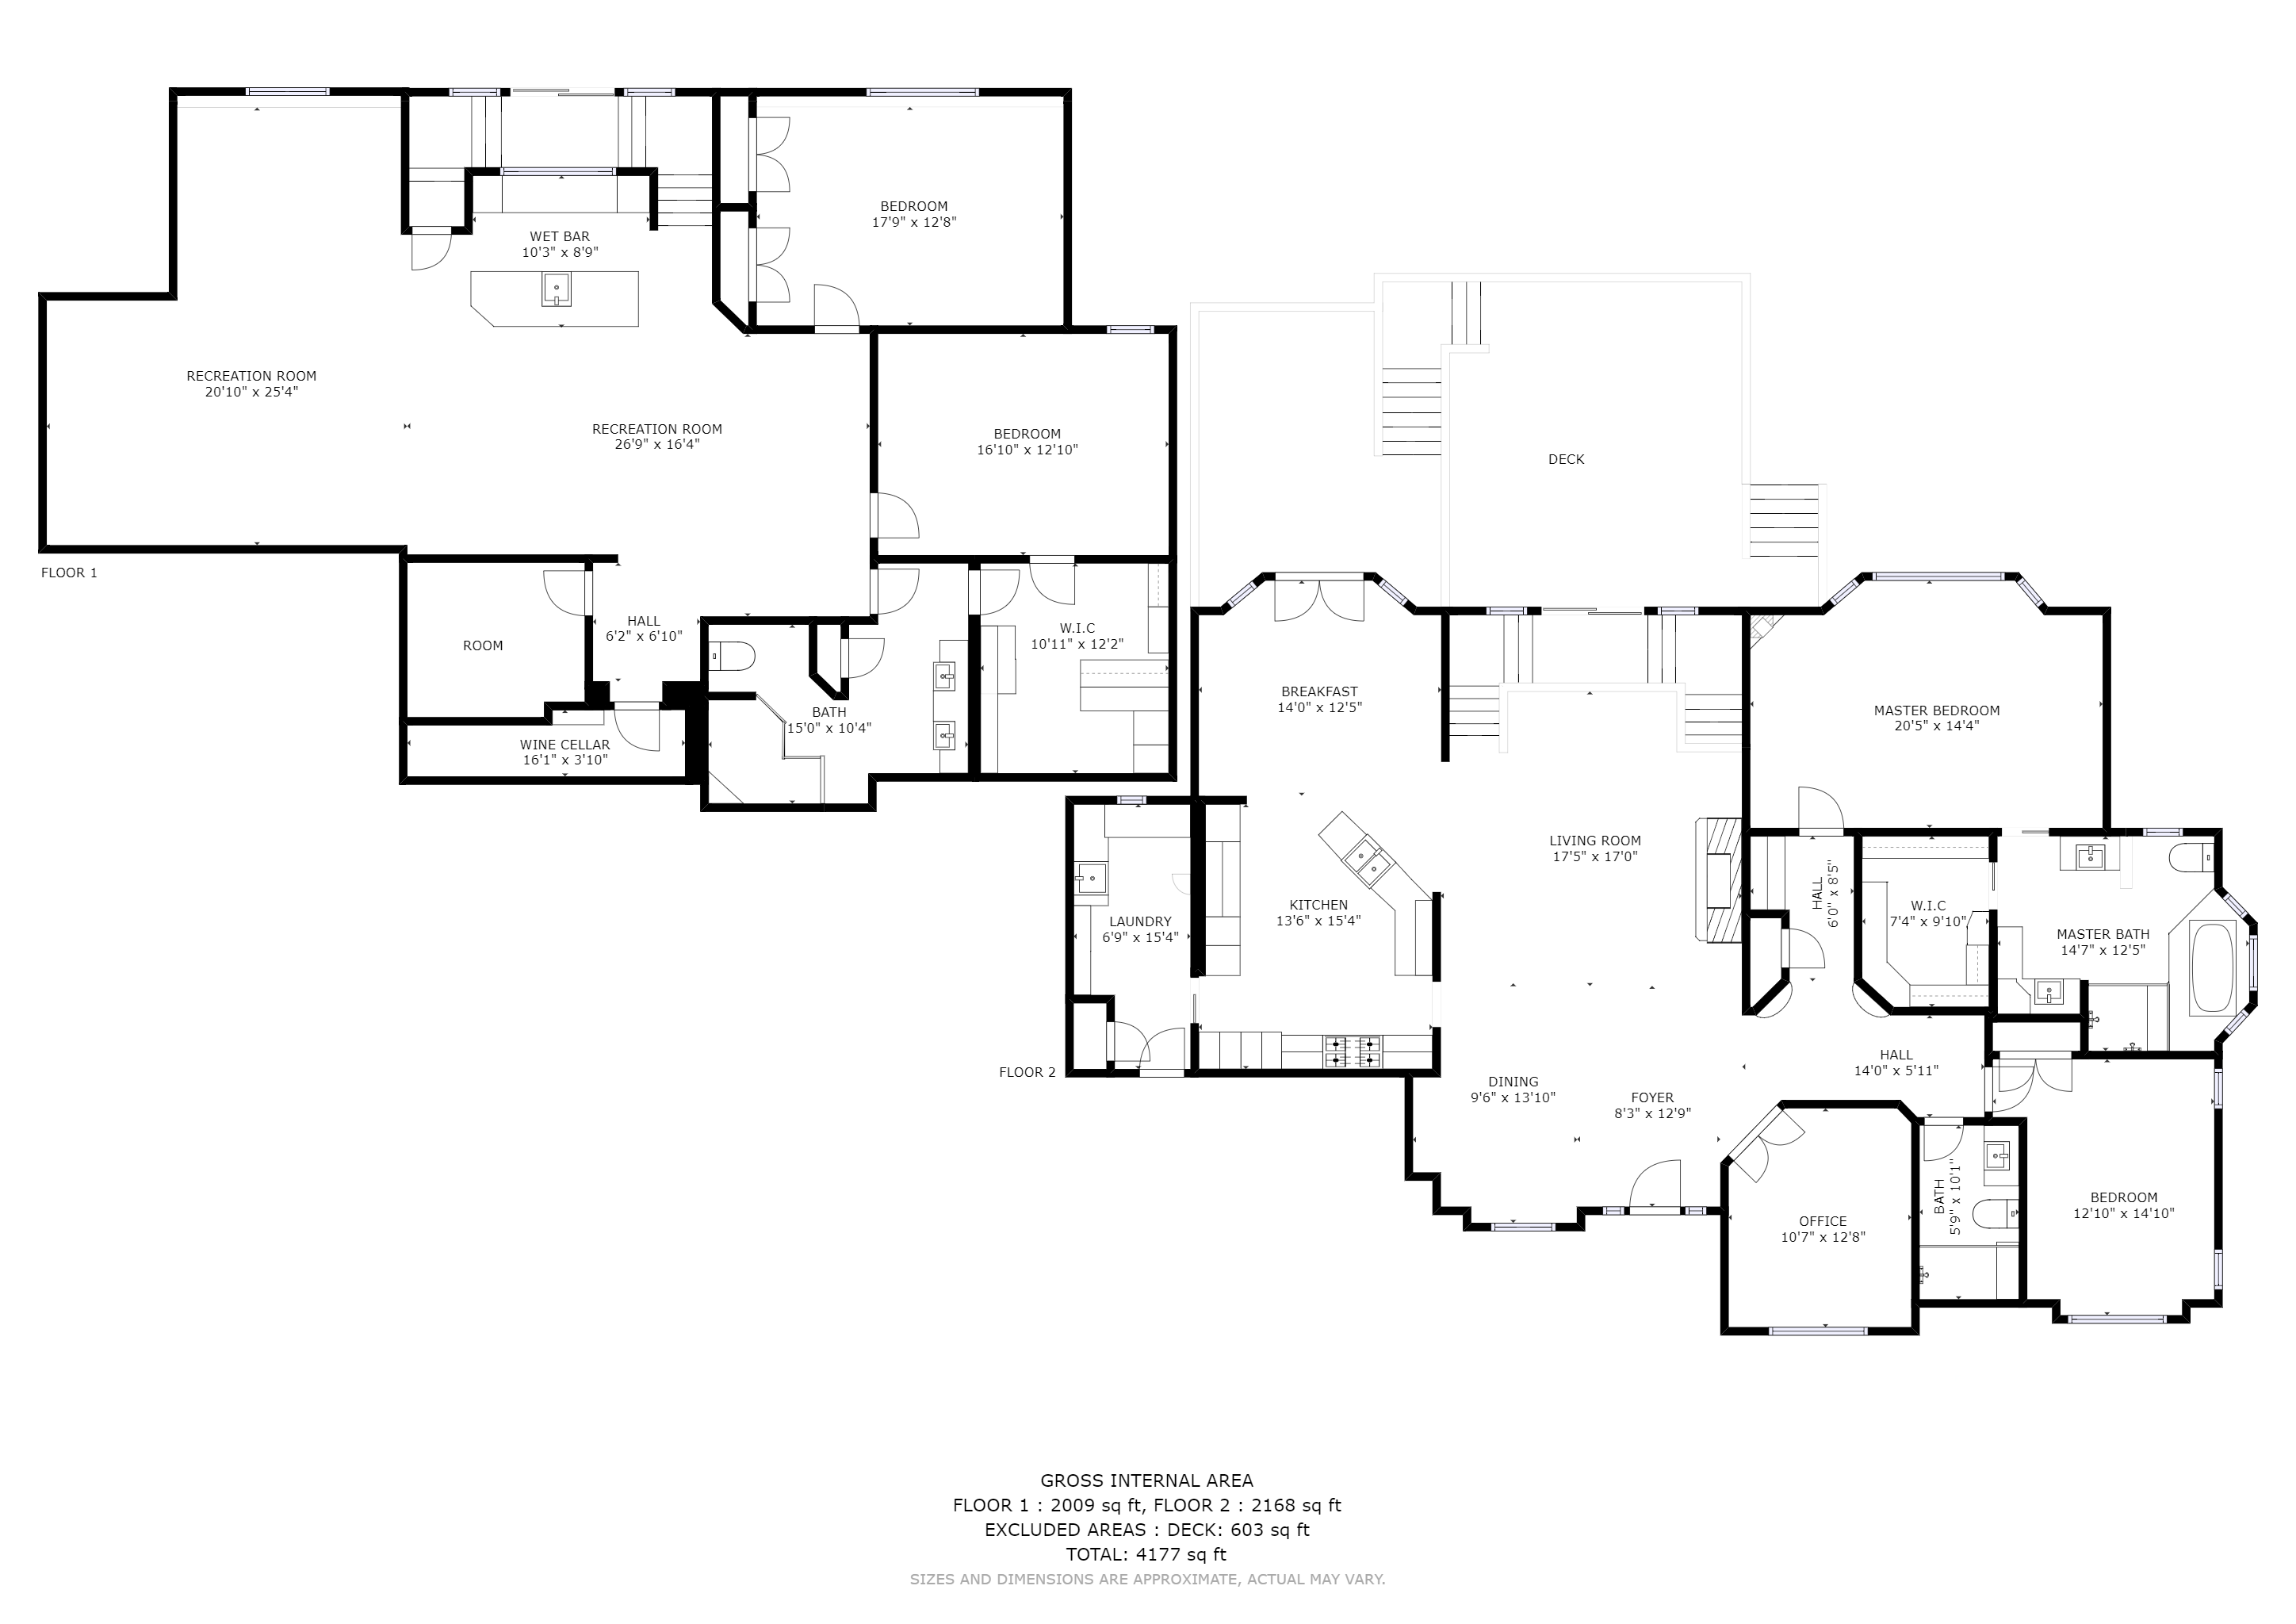 BEDROOM
17'9" x 12'8"
WET BAR
10'3" x 8'9"
RECREATION ROOM
20'10" x 25'4"
RECREATION ROOM
26'9" x 16'4"
BEDROOM
16'10" x 12'10"
FLOOR 1
HALL
6'2" x 6'10"
ROOM
W.I.C
10'11" x 12'2"
BATH
15'0" x 10'4"
WINE CELLAR
16'1" x 3'10"
DECK
BREAKFAST
14'0" x 12'5"
MASTER BEDROOM
20'5" x 14'4"
LIVING ROOM
17'5" x 17'0"
KITCHEN
13'6" x 15'4"
LAUNDRY
6'9" x 15'4"
HALL
6'0" x 8'5"
W.I.C
7'4" x 9'10"
MASTER BATH
14'7" x 12'5"
FLOOR 2
HALL
14'0" x 5'11"
DINING
9'6" x 13'10"
FOYER
8'3" x 12'9"
BATH
5'9" x 10'1"
BEDROOM
12'10" x 14'10"
OFFICE
10'7" x 12'8"
GROSS INTERNAL AREA
FLOOR 1 : 2009 sq ft, FLOOR 2 : 2168 sq ft
EXCLUDED AREAS : DECK: 603 sq ft
TOTAL: 4177 sq ft
SIZES AND DIMENSIONS ARE APPROXIMATE, ACTUAL MAY VARY.